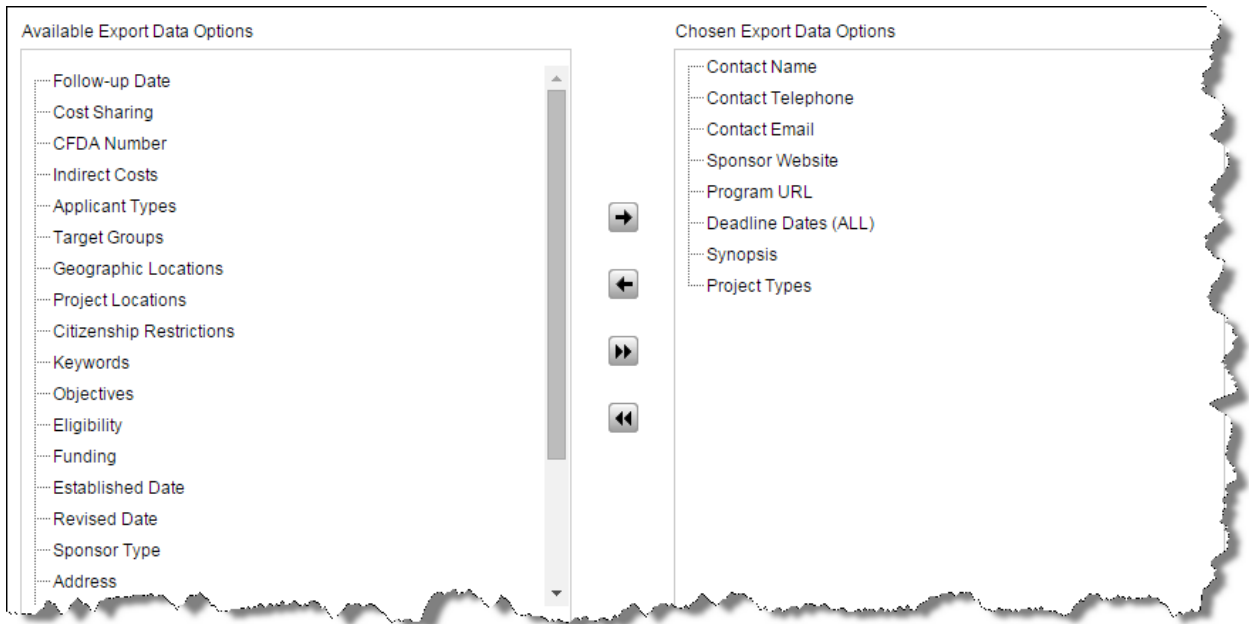 Available Export Data Options
Follow-up Date
Cost Sharing
CFDA Number
Indirect Costs
Applicant Types
Target Groups
Geographic Locations
Project Locations
Citizenship Restrictions
Keywords
Objectives
Eligibility
Funding
Established Date
Revised Date
Sponsor Type
Address
Chosen Export Data Options
Contact Name
Contact Telephone
Contact Email
Sponsor Website
Program URL
Deadline Dates (ALL)
Synopsis
Project Types